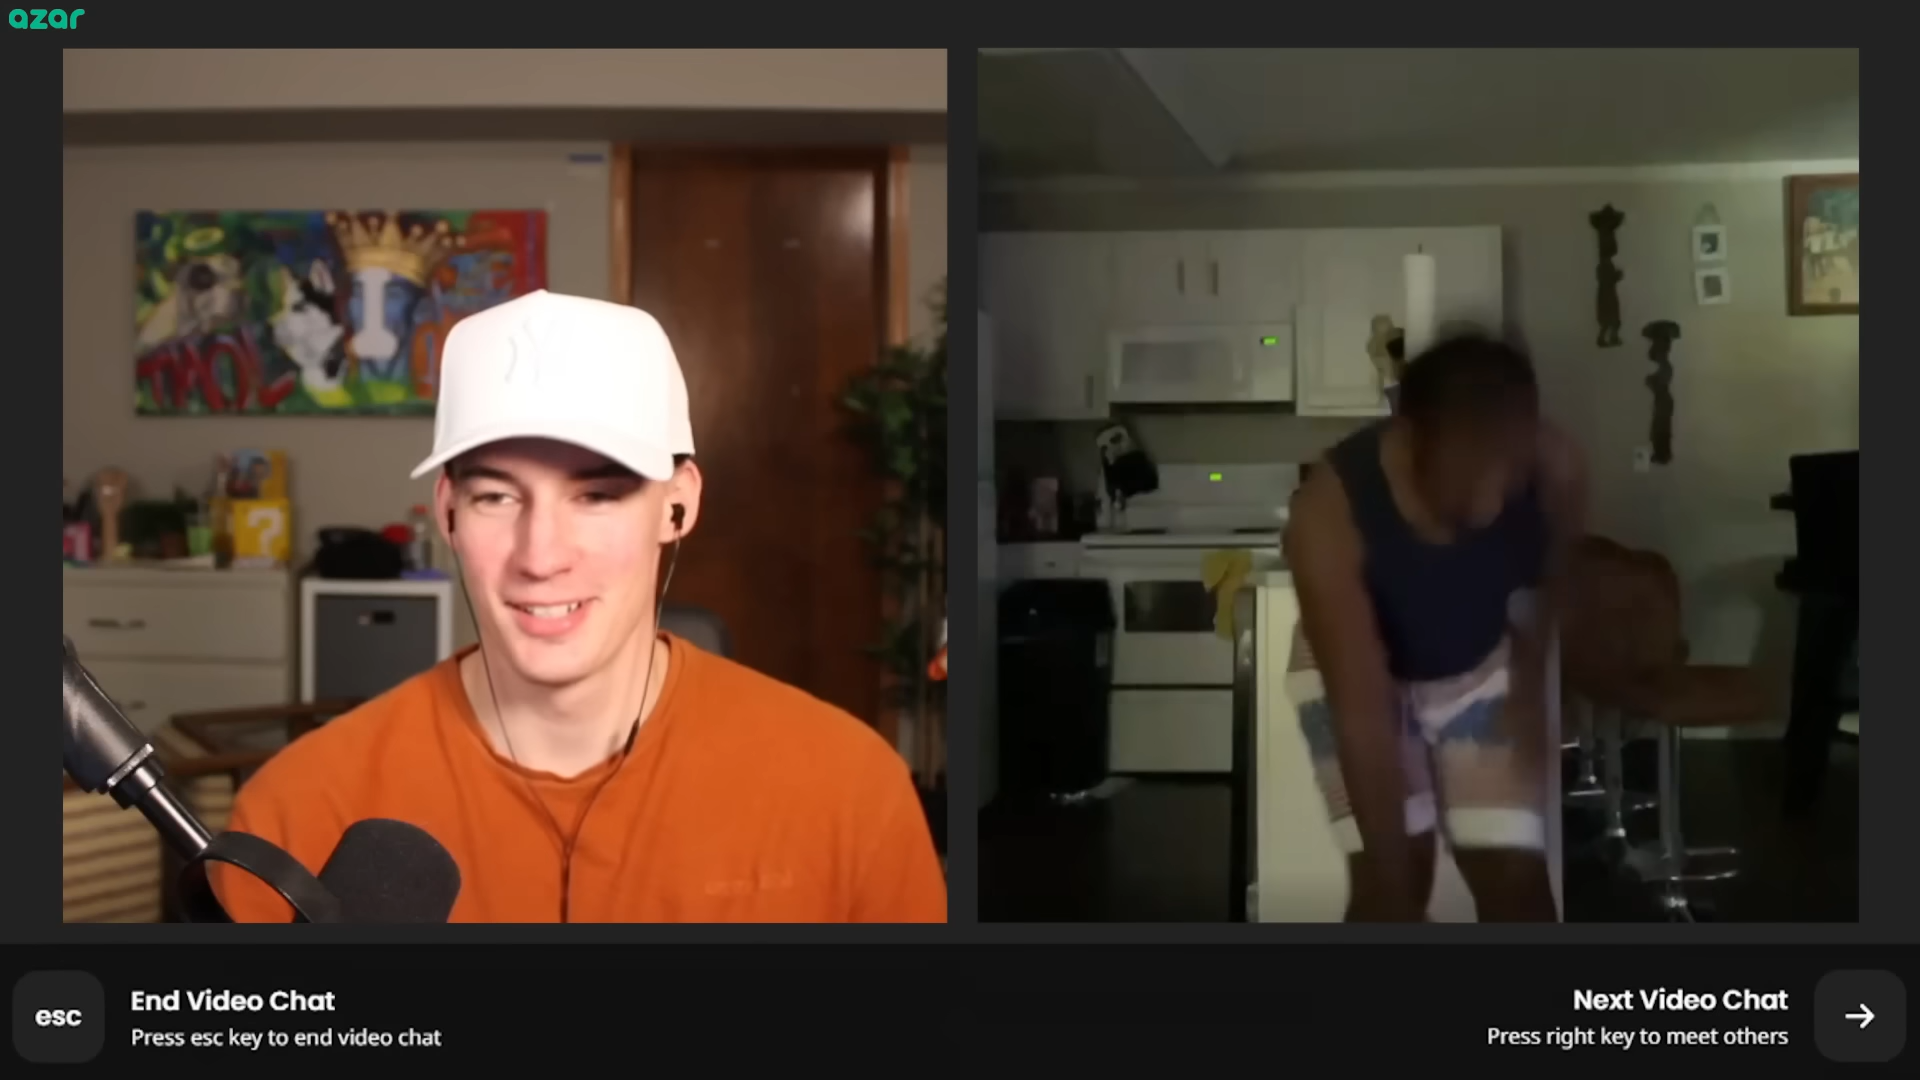 azar
TMOL
?
esc
End Video Chat
Press esc key to end video chat
Next Video Chat
Press right key to meet others